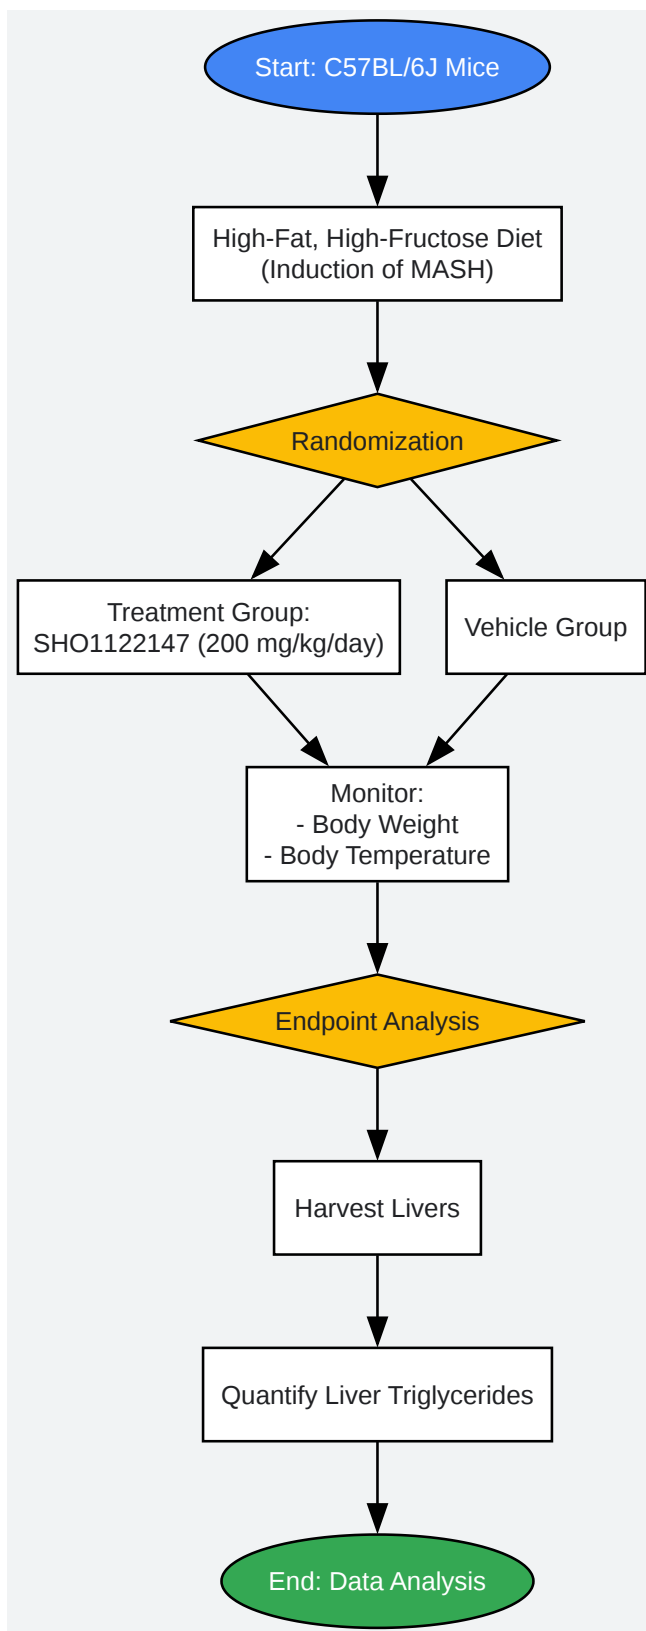 Start: C57BL/6J Mice
High-Fat, High-Fructose Diet
(Induction of MASH)
Randomization
Treatment Group:
SHO1122147 (200 mg/kg/day)
Vehicle Group
Monitor:
- Body Weight
- Body Temperature
Endpoint Analysis
Harvest Livers
Quantify Liver Triglycerides
End: Data Analysis